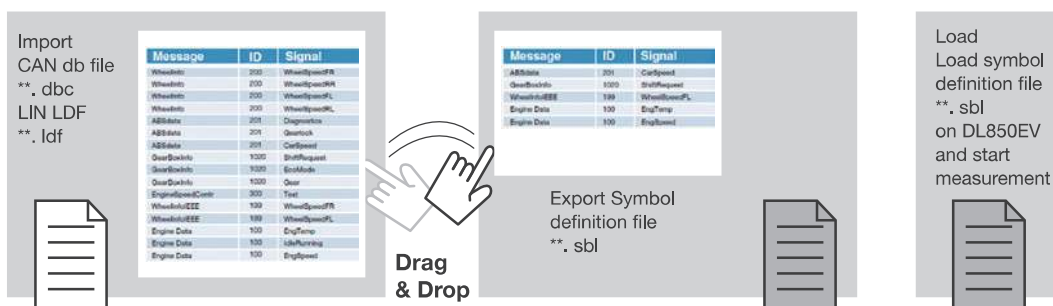 Import
CAN db file
**. dbc
LIN LDF
**. ldf
Message ID Signal
WheelInfo 200 WheelSpeedFR
WheelInfo 200 WheelSpeedRR
WheelInfo 200 WheelSpeedFL
WheelInfo 200 WheelSpeedRL
ABSdata 201 Diagnostics
ABSdata 201 Gearlock
ABSdata 201 CarSpeed
GearBoxInfo 1020 ShiftRequest
GearBoxInfo 1020 EcoMode
GearBoxInfo 1020 Gear
EngineSpeedContr 300 Test
WheelInfoIEEE 199 WheelSpeedFR
WheelInfoIEEE 199 WheelSpeedFL
Engine Data 100 EngTemp
Engine Data 100 IdleRunning
Engine Data 100 EngSpeed
Drag
& Drop
Message ID Signal
ABSdata 201 CarSpeed
GearBoxInfo 1020 ShiftRequest
WheelInfoIEEE 199 WheelSpeedFL
Engine Data 100 EngTemp
Engine Data 100 EngSpeed
Export Symbol
definition file
**. sbl
Load
Load symbol
definition file
**. sbl
on DL850EV
and start
measurement